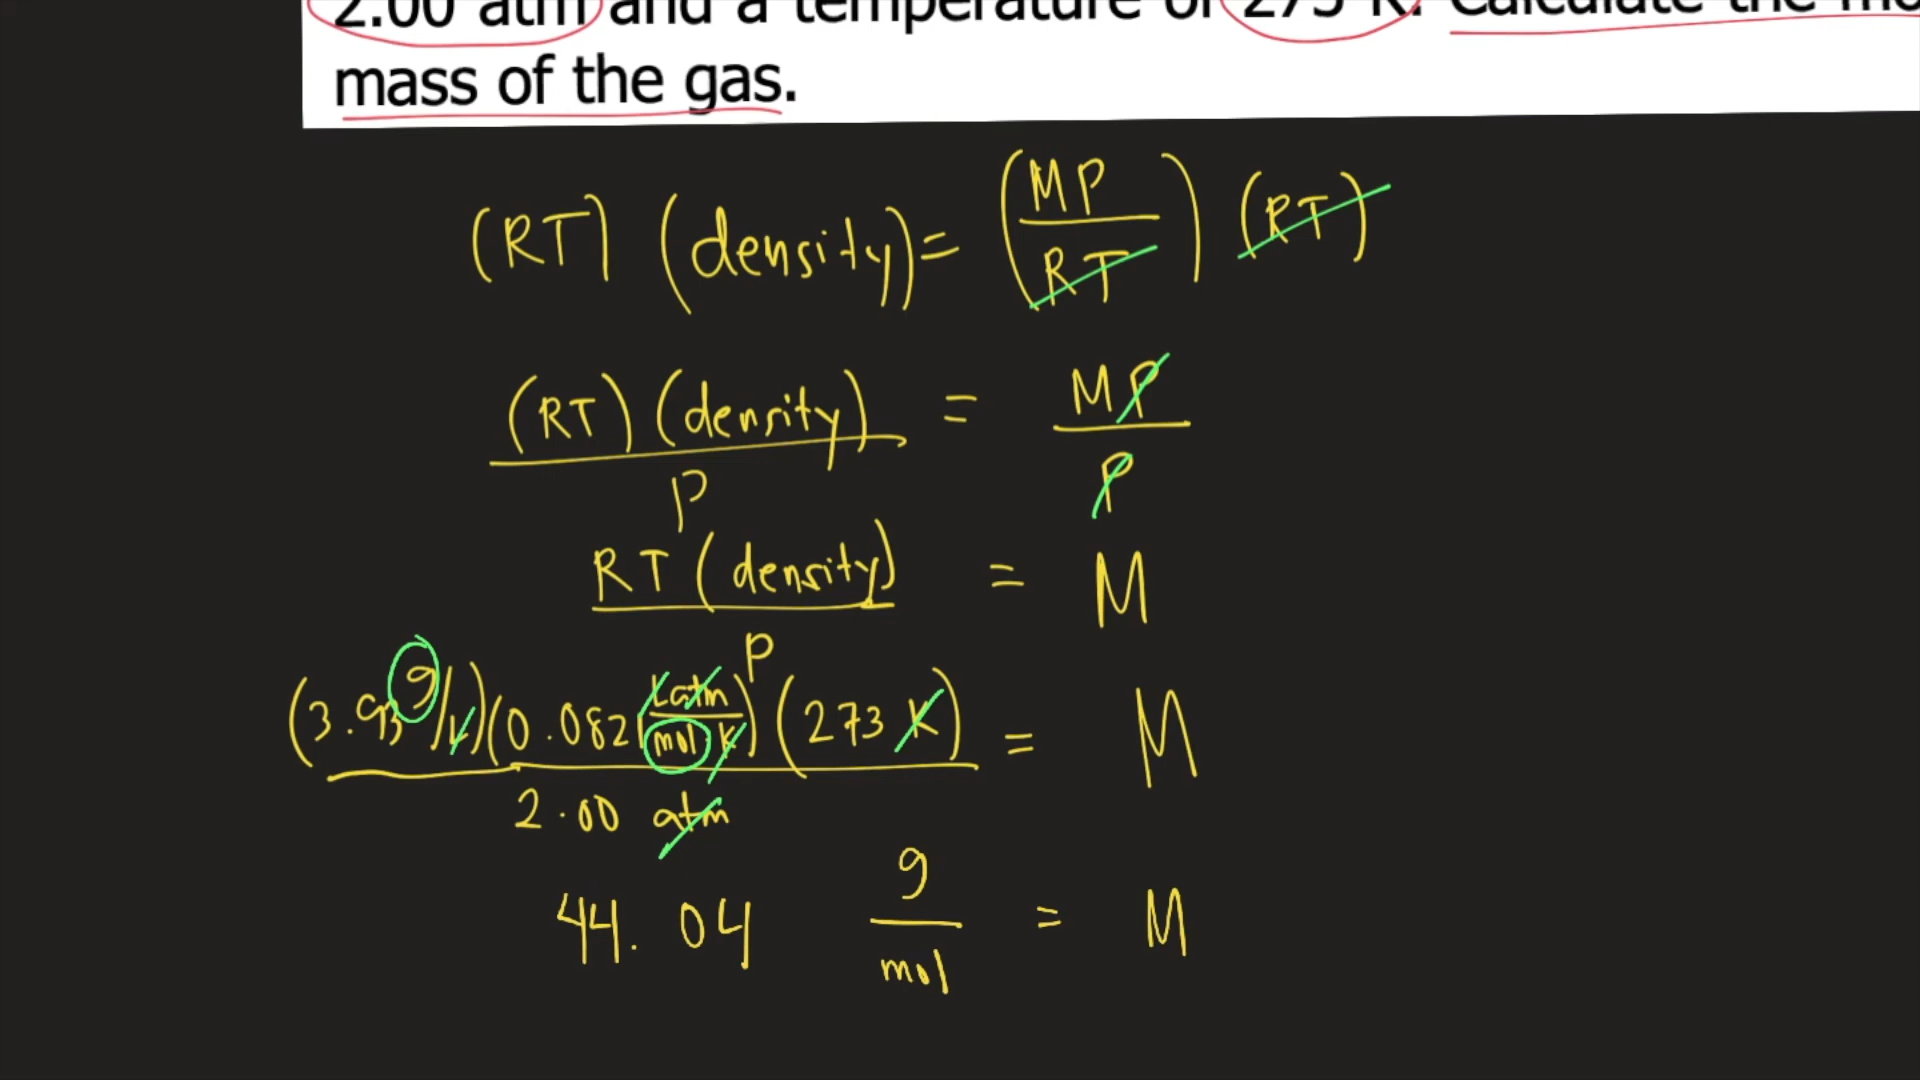 2.00 atm and a temperature of 273 K. Calculate the mo
mass of the gas.
(RT) (density) = (MP/RT) (RT)
(RT) (density)/P = MP/P
RT (density)/P = M
(3.93 g/L)(0.0821 L atm/mol K)(273 K)/2.00 atm = M
44.04 g/mol = M